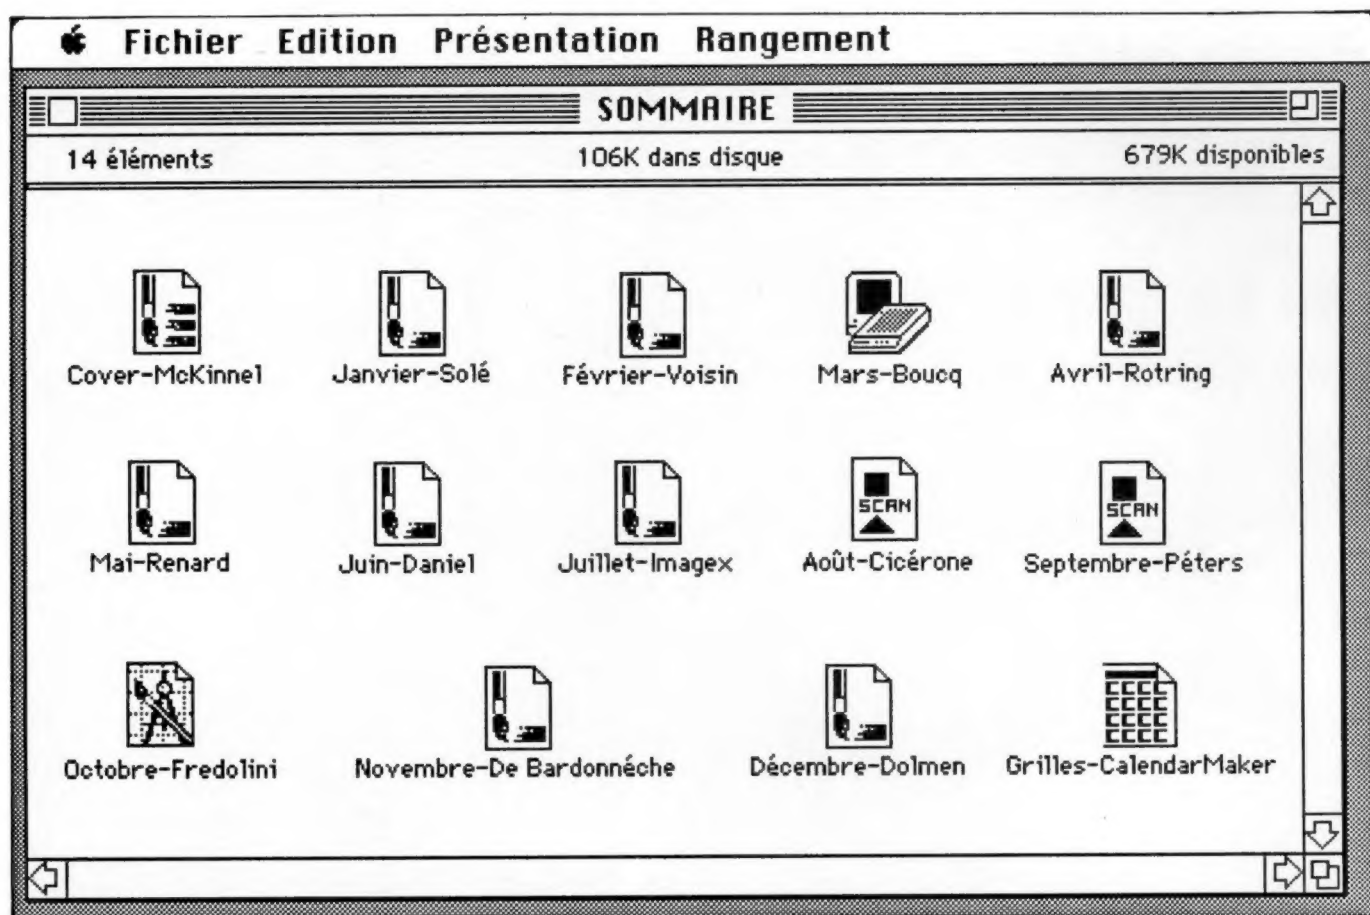 Fichier Edition Présentation Rangement
SOMMAIRE
14 éléments 106K dans disque 679K disponibles
Cover-McKinnel Janvier-Solé Février-Voisin Mars-Boucq Avril-Rotring
SCAN SCAN
Mai-Renard Juin-Daniel Juillet-Imagex Août-Cicérone Septembre-Péters
Octobre-Fredolini Novembre-De Bardonnéche Décembre-Dolmen Grilles-CalendarMaker